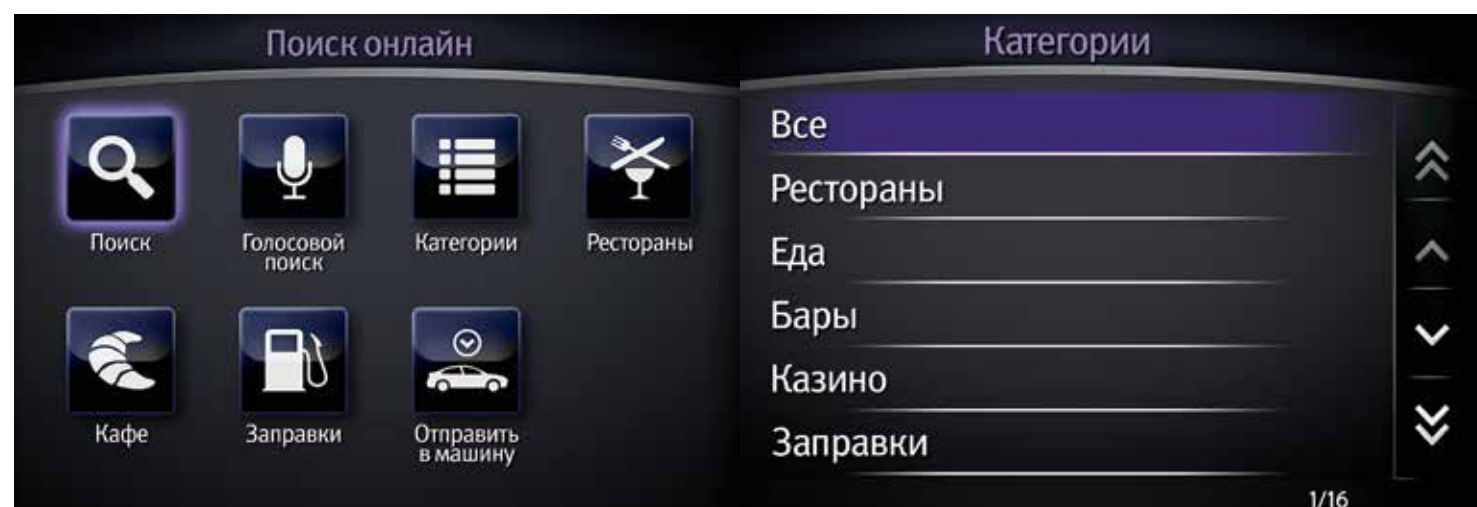 Поиск онлайн
Поиск
Голосовой
поиск
Категории
Рестораны
Кафе
Заправки
Отправить
в машину
Категории
Все
Рестораны
Еда
Бары
Казино
Заправки
1/16